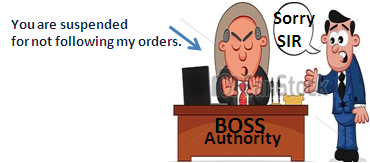 You are suspended
for not following my orders.
Sorry
SIR
BOSS
Authority